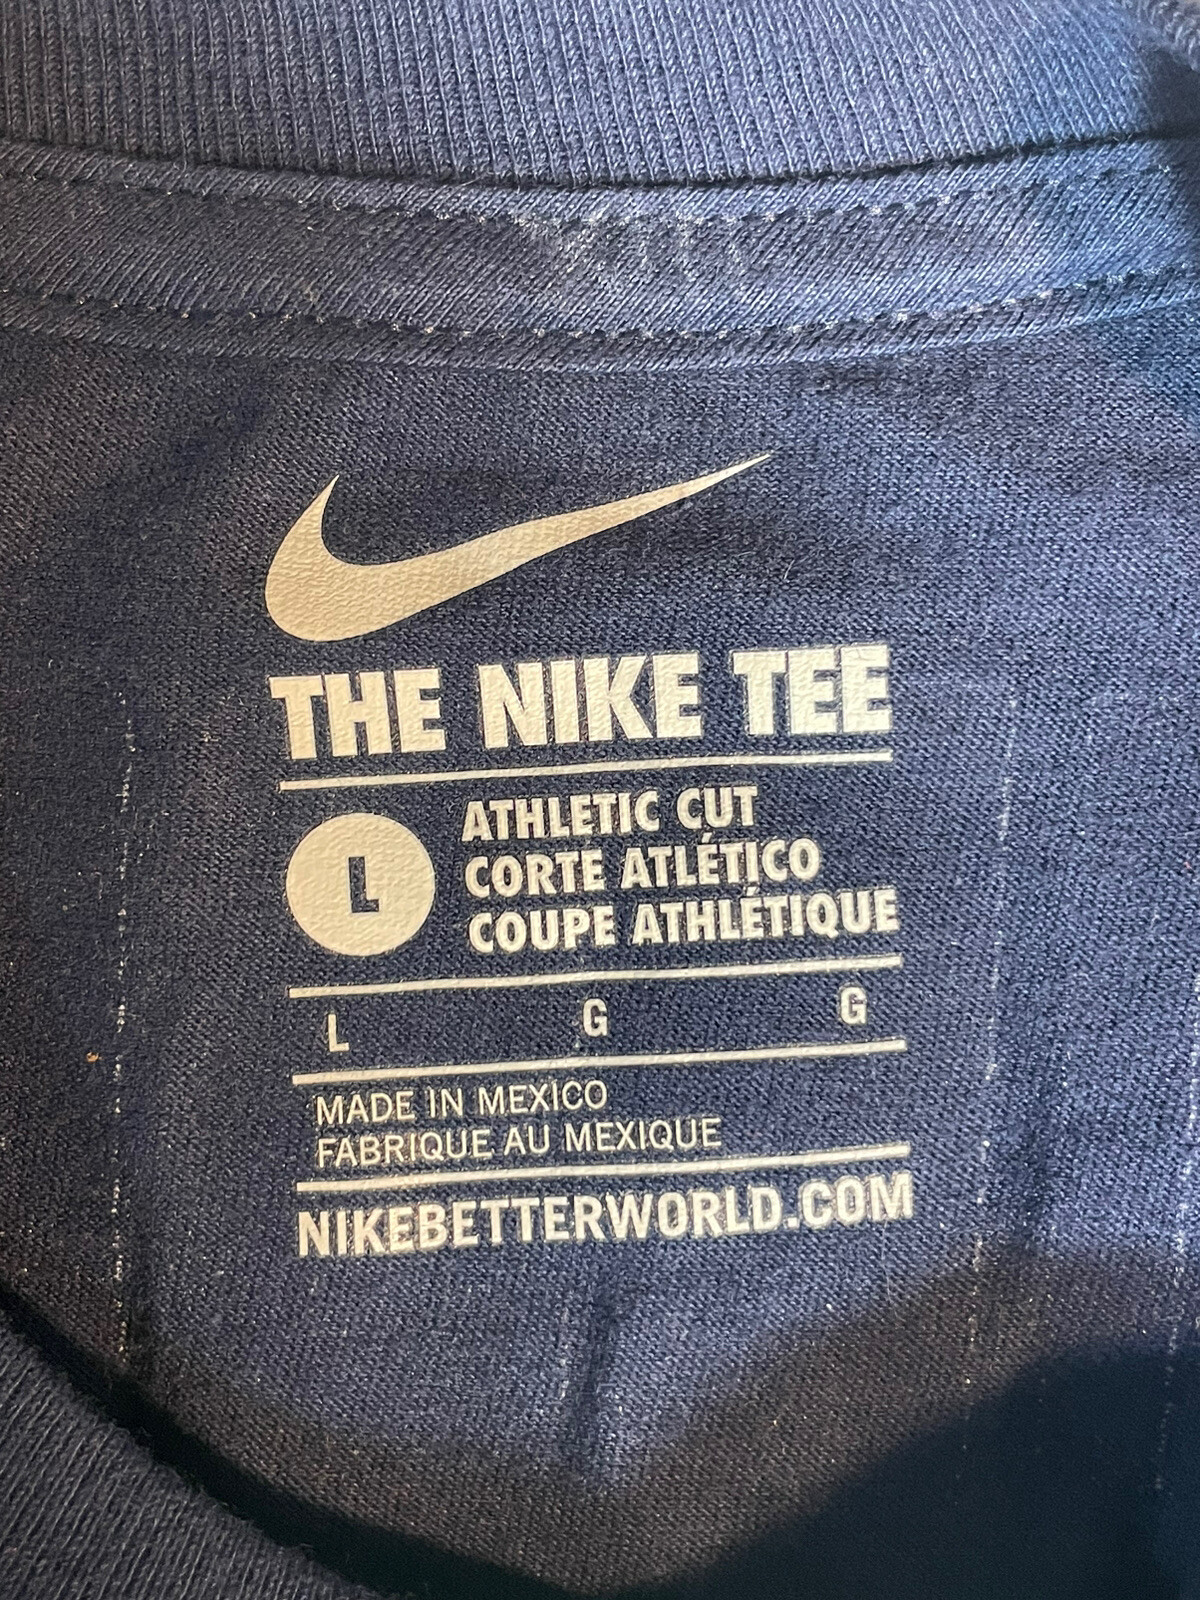 THE NIKE TEE
L
ATHLETIC CUT
CORTE ATLÉTICO
COUPE ATHLÉTIQUE
L G G
MADE IN MEXICO
FABRIQUE AU MEXIQUE
NIKEBETTERWORLD.COM